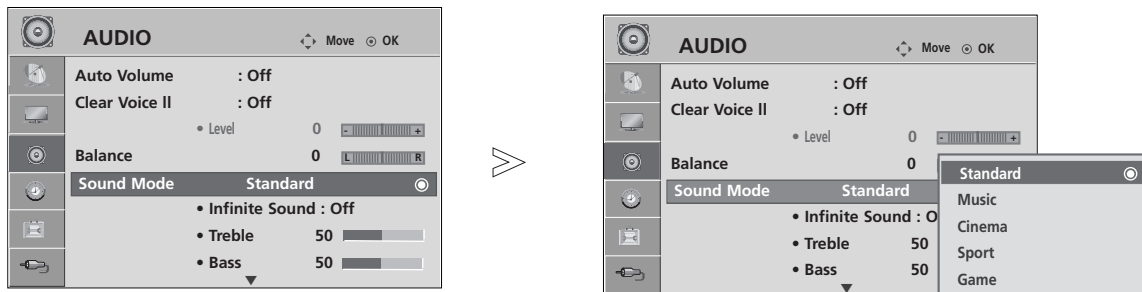 AUDIO
Move ⊙ OK
Auto Volume : Off
Clear Voice II : Off
• Level 0 - +
Balance 0 L R
Sound Mode Standard
• Infinite Sound : Off
• Treble 50
• Bass 50
AUDIO
Move ⊙ OK
Auto Volume : Off
Clear Voice II : Off
• Level 0 - +
Balance 0
Sound Mode Standard
• Infinite Sound : O
• Treble 50
• Bass 50
Standard
Music
Cinema
Sport
Game